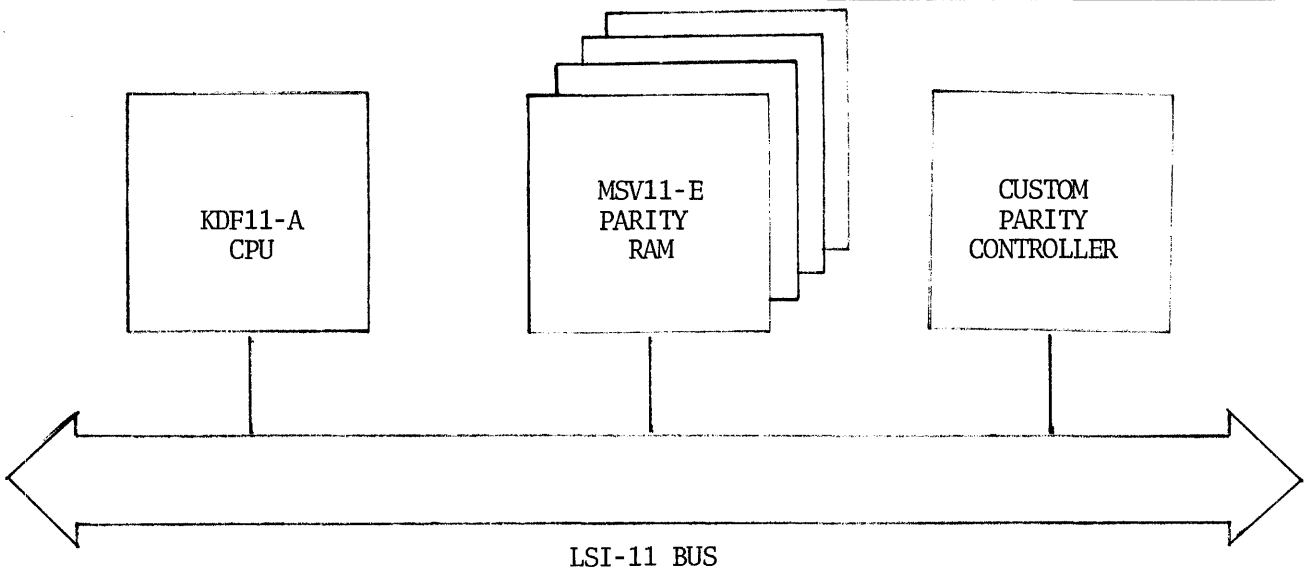 KDF11-A
CPU
MSV11-E
PARITY
RAM
CUSTOM
PARITY
CONTROLLER
LSI-11 BUS